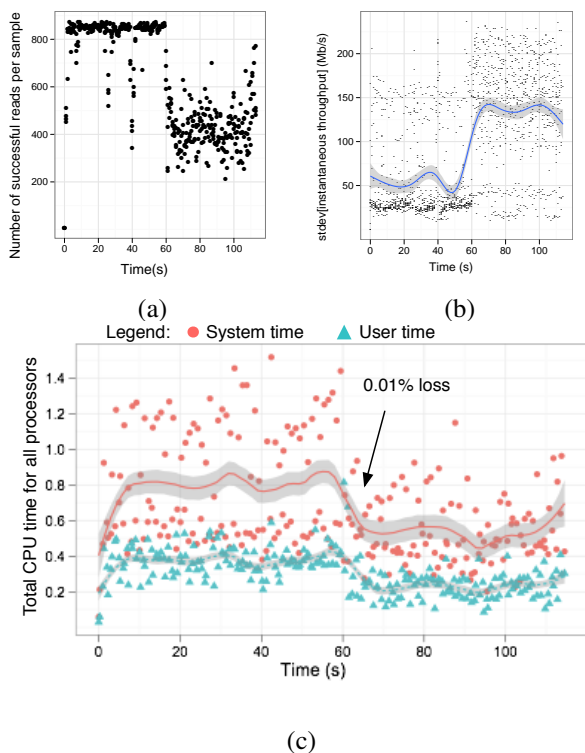 Number of successful reads per sample
800
600
400
200
0 20 40 60 80 100
Time(s)
(a)
stdev[instantaneous throughput] (Mb/s)
200
150
100
50
0 20 40 60 80 100
Time (s)
(b)
Legend: System time User time
Total CPU time for all processors
1.4
1.2
1.0
0.8
0.6
0.4
0.2
0.01% loss
0 20 40 60 80 100
Time (s)
(c)